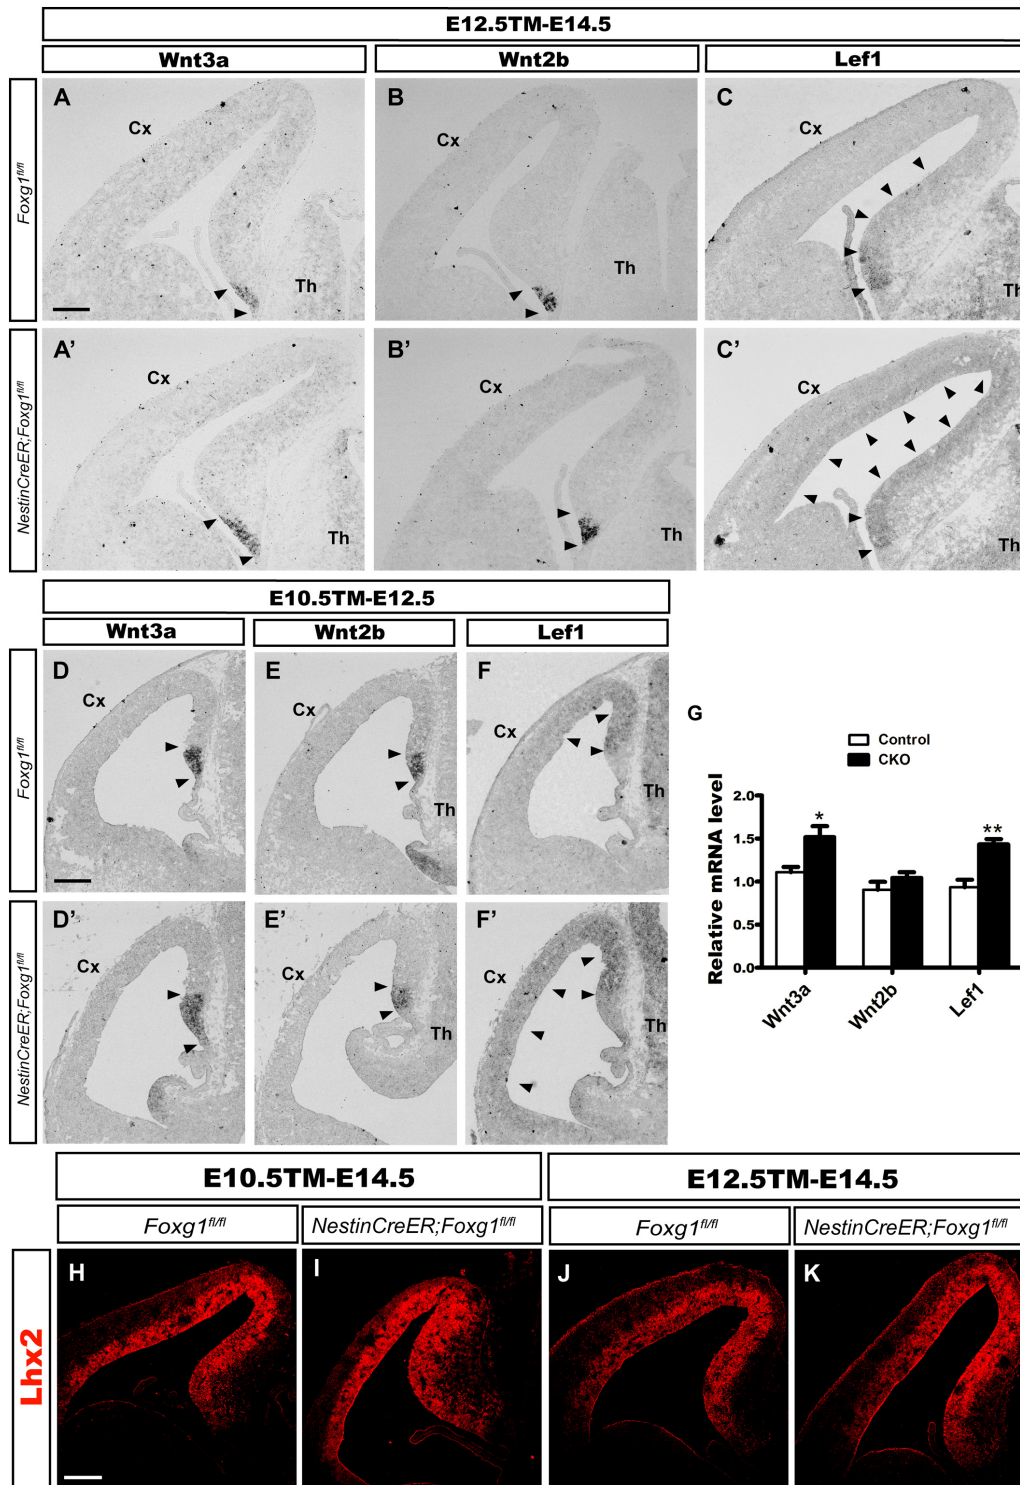 E12.5TM-E14.5
Wnt3a Wnt2b Lef1
Foxg1fl/fl
A Cx Th
B Cx Th
C Cx Th
NestinCreER;Foxg1fl/fl
A' Cx Th
B' Cx Th
C' Cx Th
E10.5TM-E12.5
Wnt3a Wnt2b Lef1
Foxg1fl/fl
D Cx
E Cx Th
F Cx Th
NestinCreER;Foxg1fl/fl
D' Cx
E' Cx Th
F' Cx Th
G
Control
CKO
Relative mRNA level
2.0
1.5
1.0
0.5
0.0
*
**
Wnt3a
Wnt2b
Lef1
E10.5TM-E14.5 E12.5TM-E14.5
Foxg1fl/fl NestinCreER;Foxg1fl/fl Foxg1fl/fl NestinCreER;Foxg1fl/fl
Lhx2
H I J K